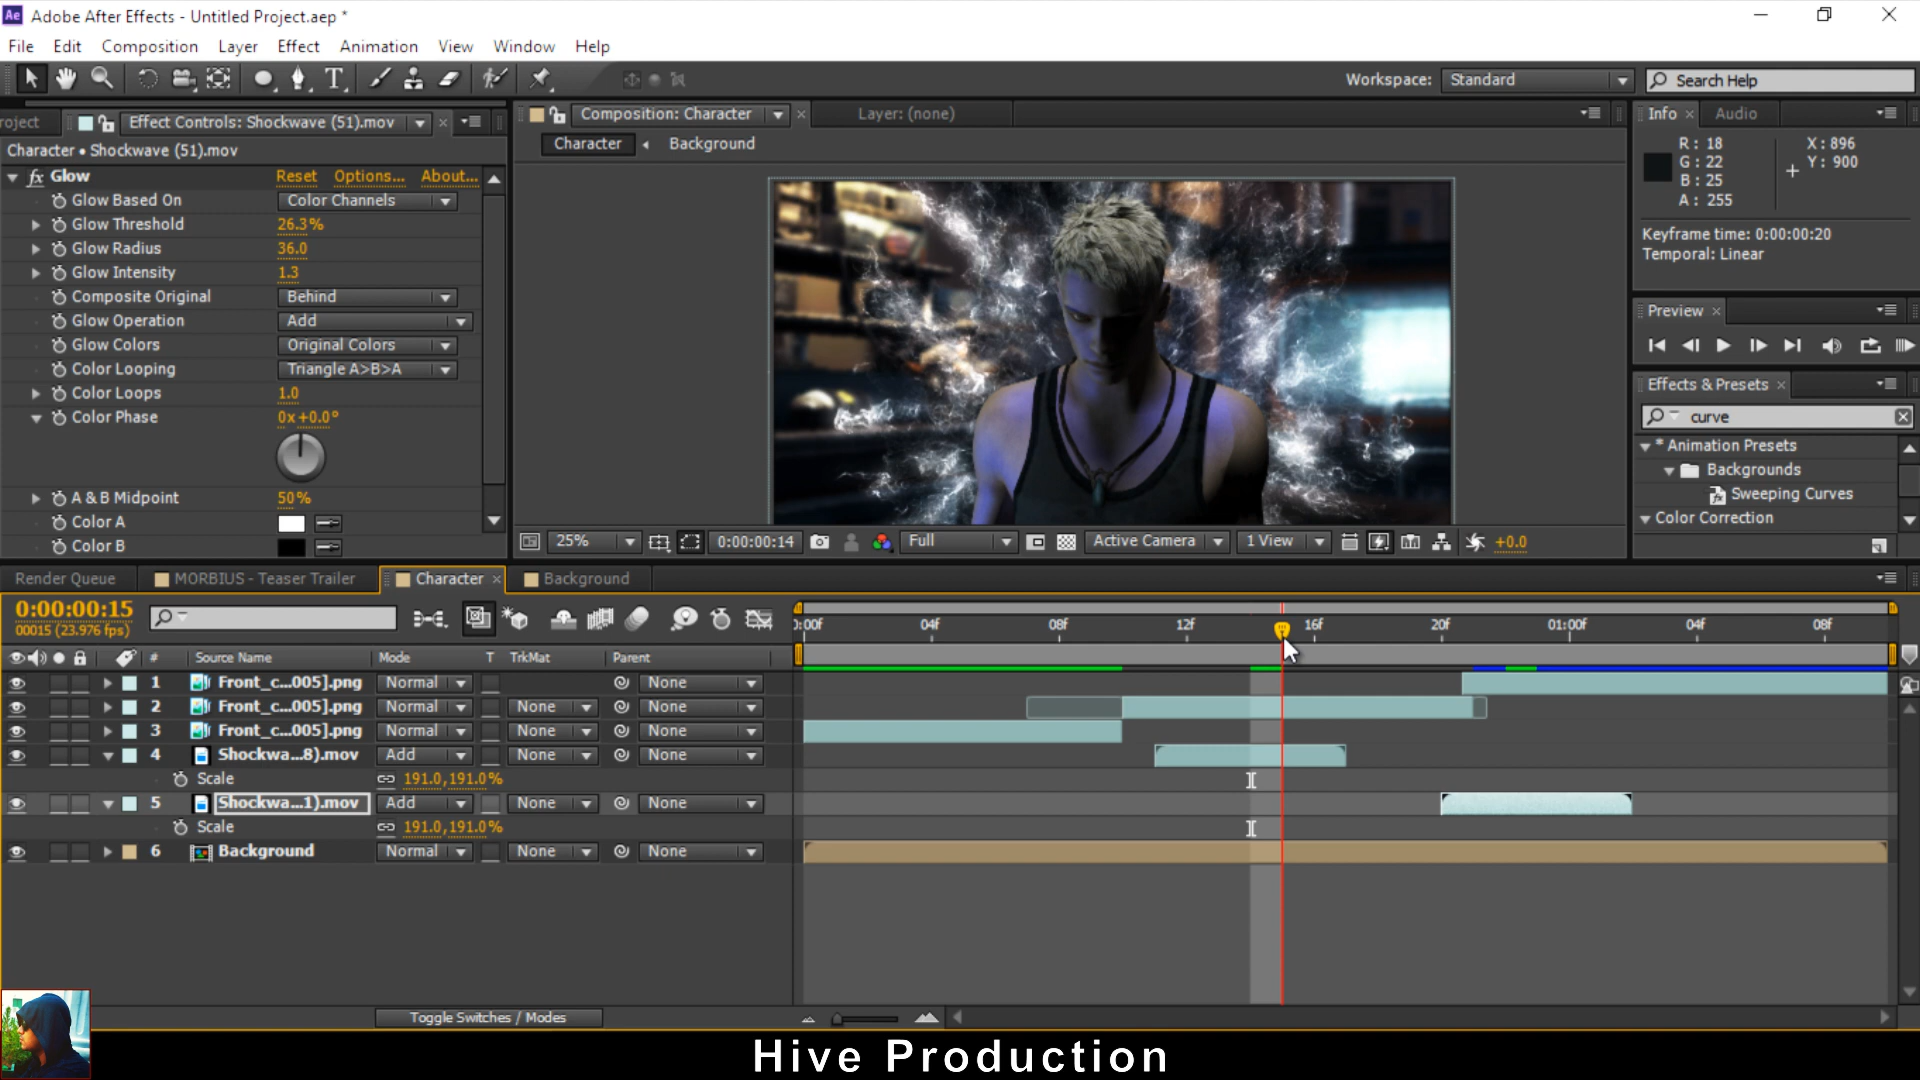 Ae Adobe After Effects - Untitled Project.aep *
File Edit Composition Layer Effect Animation View Window Help
T Workspace: Standard Search Help
roject Effect Controls: Shockwave (51).mov
Character • Shockwave (51).mov
fx Glow Reset Options... About...
Glow Based On Color Channels
Glow Threshold 26.3%
Glow Radius 36.0
Glow Intensity 1.3
Composite Original Behind
Glow Operation Add
Glow Colors Original Colors
Color Looping Triangle A>B>A
Color Loops 1.0
Color Phase 0x+0.0°
A & B Midpoint 50%
Color A
Color B
Composition: Character Layer: (none)
Character Background
25% 0:00:00:14 Full Active Camera 1 View +0.0
Info Audio
R: 18 X: 896
G: 22 Y: 900
B: 25
A: 255
Keyframe time: 0:00:00:20
Temporal: Linear
Preview
Effects & Presets
curve
* Animation Presets
Backgrounds
Sweeping Curves
Color Correction
Render Queue MORBIUS - Teaser Trailer Character Background
0:00:00:15
00015 (23.976 fps)
):00f 04f 08f 12f 16f 20f 01:00f 04f 08f
# Source Name Mode T TrkMat Parent
1 Front_c...005].png Normal None
2 Front_c...005].png Normal None None
3 Front_c...005].png Normal None None
4 Shockwa...8).mov Add None None
Scale 191.0,191.0%
5 Shockwa...1).mov Add None None
Scale 191.0,191.0%
6 Background Normal None None
Toggle Switches / Modes
Hive Production